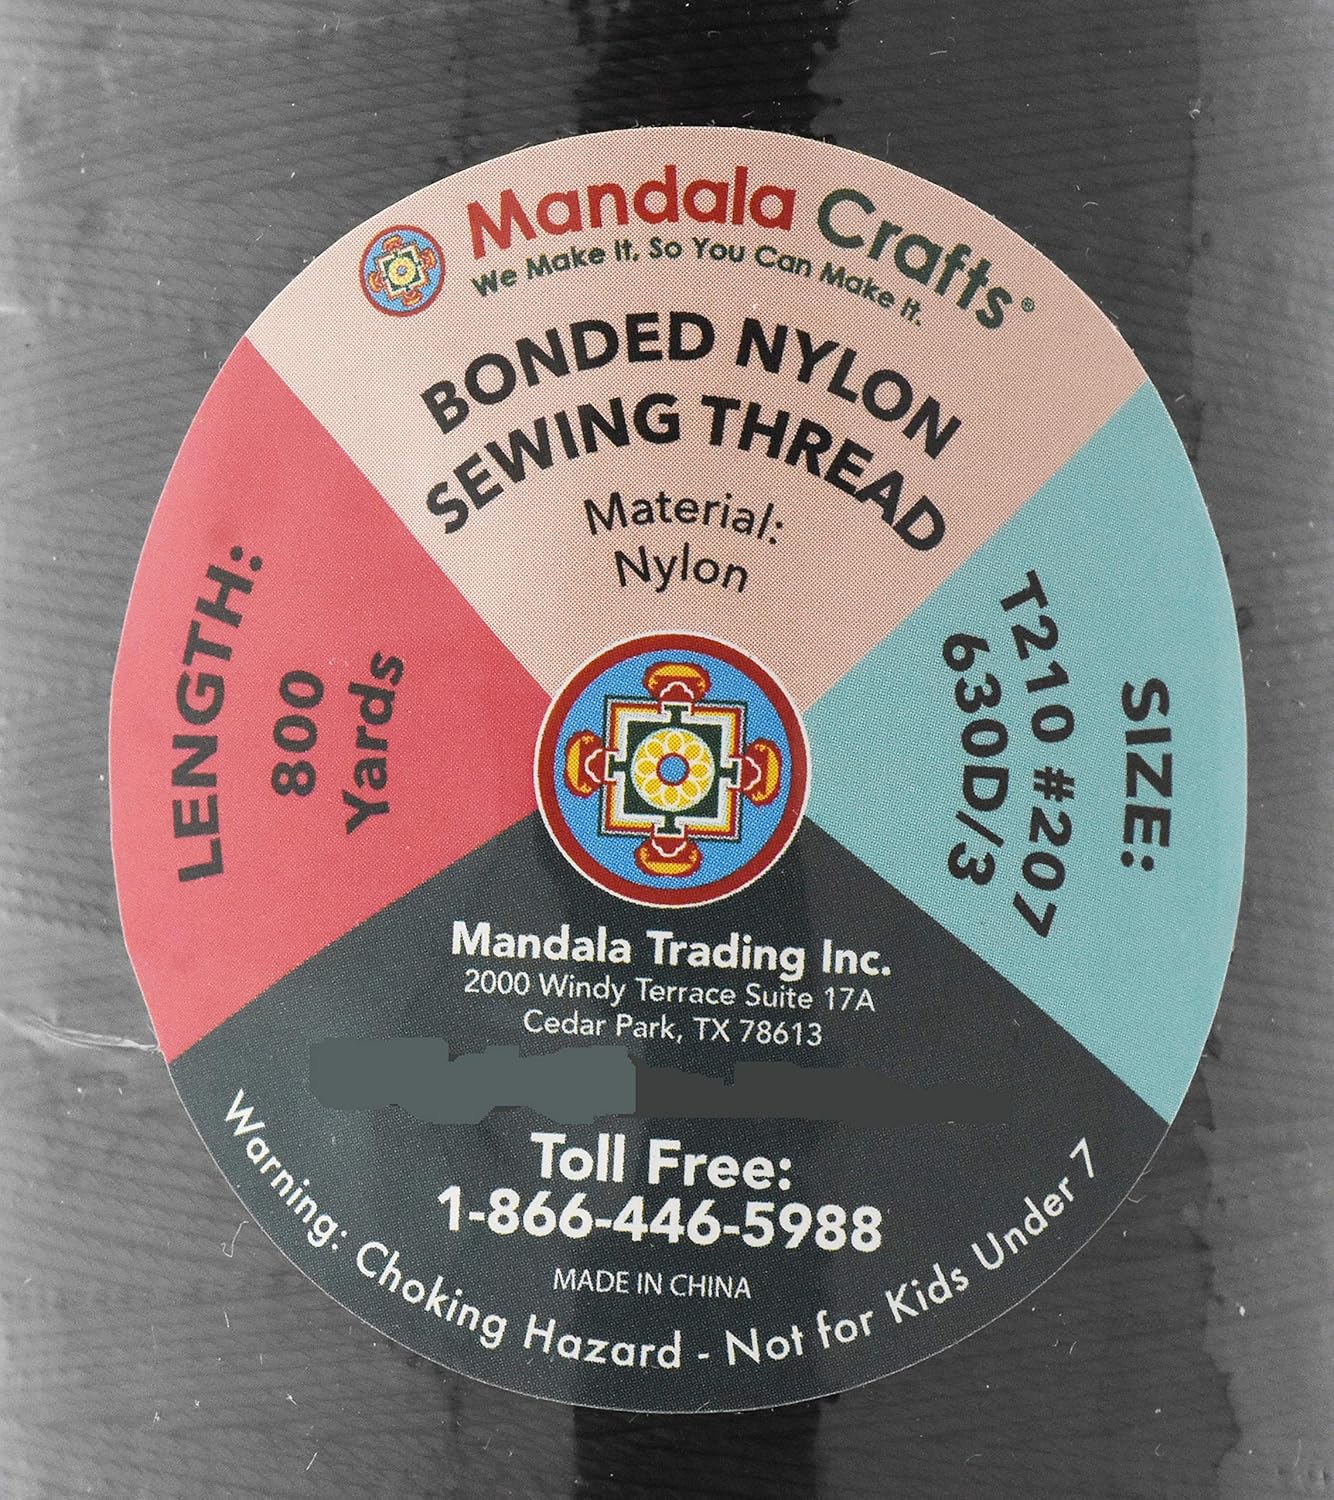 Mandala Crafts®
We Make It, So You Can Make It.
BONDED NYLON
SEWING THREAD
Material:
Nylon
LENGTH:
800
Yards
SIZE:
T210 #207
630D/3
Mandala Trading Inc.
2000 Windy Terrace Suite 17A
Cedar Park, TX 78613
Toll Free:
1-866-446-5988
MADE IN CHINA
Warning: Choking Hazard - Not for Kids Under 7